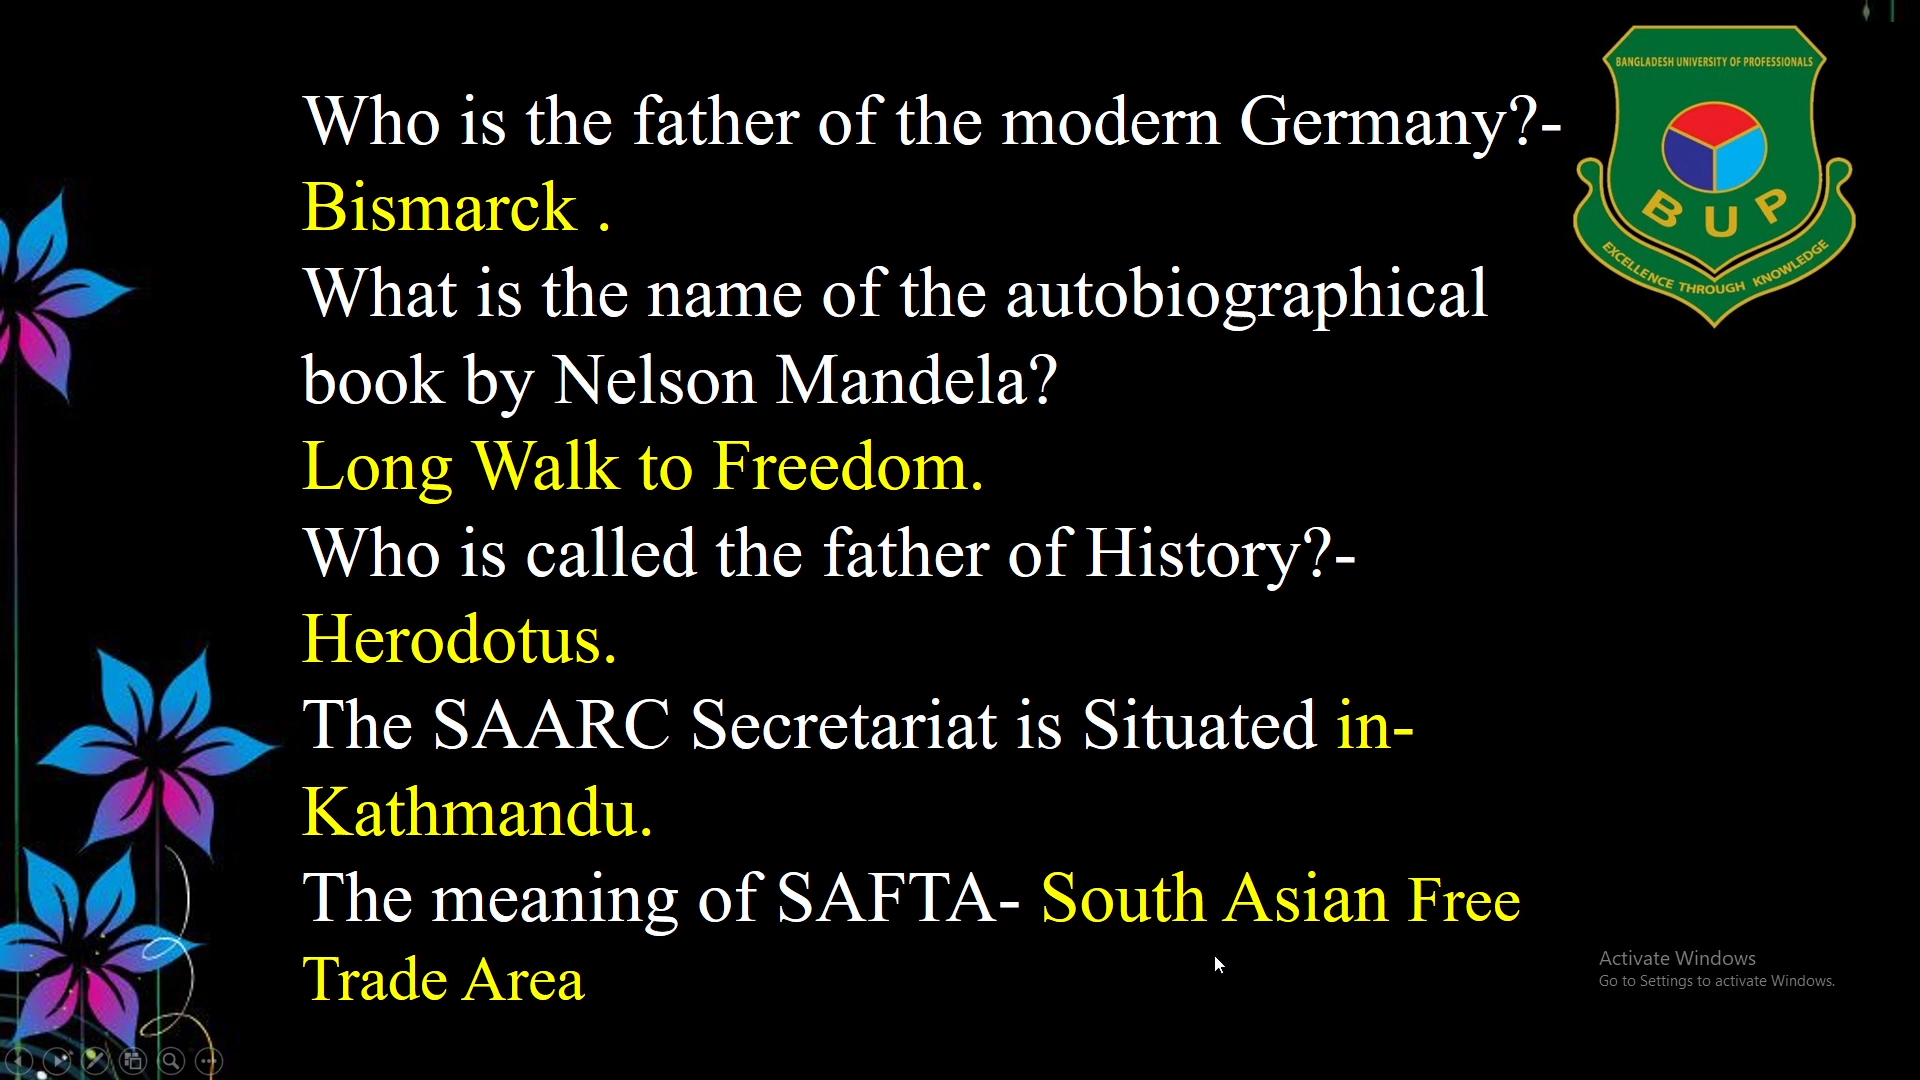 BANGLADESH UNIVERSITY OF PROFESSIONALS
BUP
EXCELLENCE THROUGH KNOWLEDGE
Who is the father of the modern Germany?-
Bismarck .
What is the name of the autobiographical
book by Nelson Mandela?
Long Walk to Freedom.
Who is called the father of History?-
Herodotus.
The SAARC Secretariat is Situated in-
Kathmandu.
The meaning of SAFTA- South Asian Free
Trade Area
Activate Windows
Go to Settings to activate Windows.